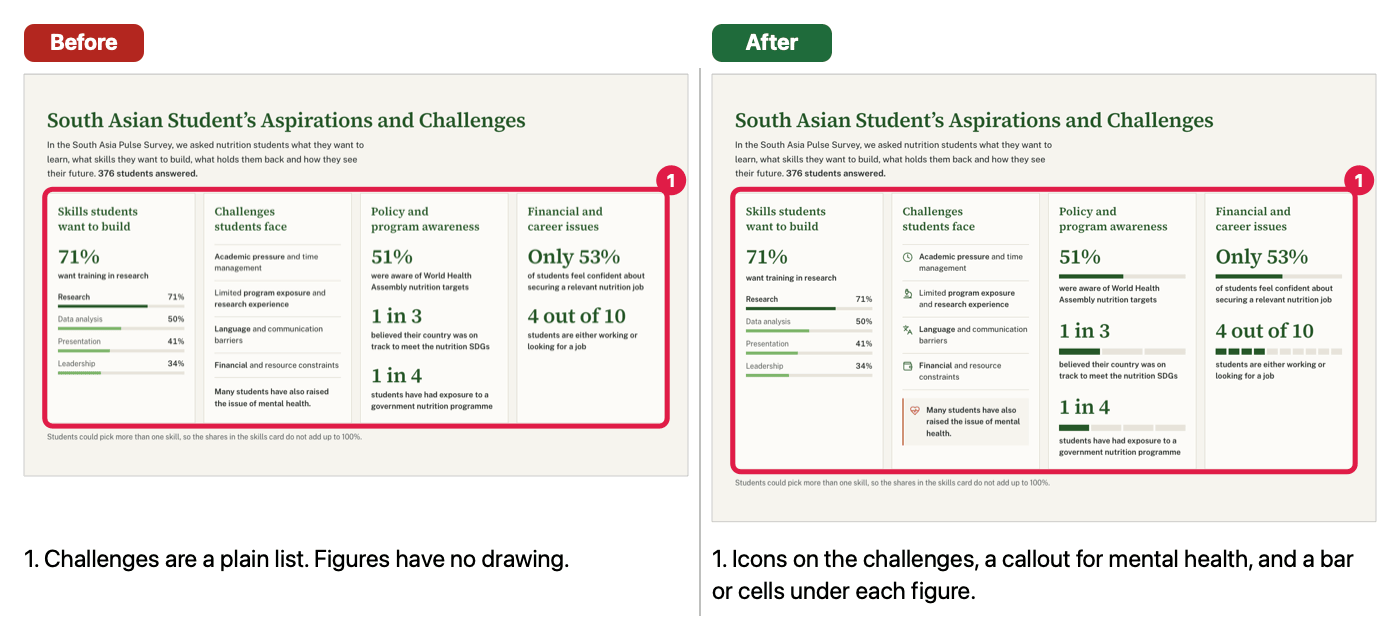 Before
South Asian Student’s Aspirations and Challenges
In the South Asia Pulse Survey, we asked nutrition students what they want to
learn, what skills they want to build, what holds them back and how they see
their future. 376 students answered.
1
Skills students
want to build
71%
want training in research
Research 71%
Data analysis 50%
Presentation 41%
Leadership 34%
Challenges
students face
Academic pressure and time
management
Limited program exposure and
research experience
Language and communication
barriers
Financial and resource constraints
Many students have also raised
the issue of mental health.
Policy and
program awareness
51%
were aware of World Health
Assembly nutrition targets
1 in 3
believed their country was on
track to meet the nutrition SDGs
1 in 4
students have had exposure to a
government nutrition programme
Financial and
career issues
Only 53%
of students feel confident about
securing a relevant nutrition job
4 out of 10
students are either working or
looking for a job
Students could pick more than one skill, so the shares in the skills card do not add up to 100%.
1. Challenges are a plain list. Figures have no drawing.
After
South Asian Student’s Aspirations and Challenges
In the South Asia Pulse Survey, we asked nutrition students what they want to
learn, what skills they want to build, what holds them back and how they see
their future. 376 students answered.
1
Skills students
want to build
71%
want training in research
Research 71%
Data analysis 50%
Presentation 41%
Leadership 34%
Challenges
students face
Academic pressure and time
management
Limited program exposure
and research experience
Language and communication
barriers
Financial and resource
constraints
Many students have also
raised the issue of mental
health.
Policy and
program awareness
51%
were aware of World Health
Assembly nutrition targets
1 in 3
believed their country was on
track to meet the nutrition SDGs
1 in 4
students have had exposure to a
government nutrition programme
Financial and
career issues
Only 53%
of students feel confident about
securing a relevant nutrition job
4 out of 10
students are either working or
looking for a job
Students could pick more than one skill, so the shares in the skills card do not add up to 100%.
1. Icons on the challenges, a callout for mental health, and a bar
or cells under each figure.